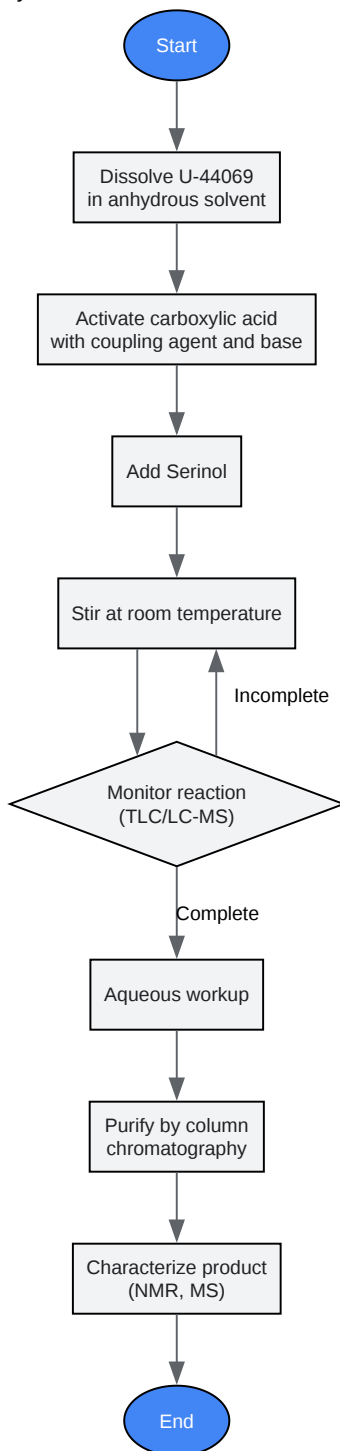 Start
Dissolve U-44069
in anhydrous solvent
Activate carboxylic acid
with coupling agent and base
Add Serinol
Stir at room temperature
Incomplete
Monitor reaction
(TLC/LC-MS)
Complete
Aqueous workup
Purify by column
chromatography
Characterize product
(NMR, MS)
End